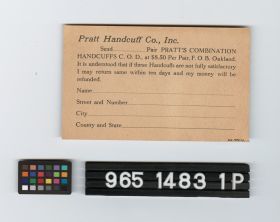 Pratt Handcuff Co., Inc.
Send Pair PRATT'S COMBINATION
HANDCUFFS C. O. D., at $8.50 Per Pair, F. O. B. Oakland.
It is understood that if these Handcuffs are not fully satisfactory
I may return same within ten days and my money will be
refunded.
Name
Street and Number
City
County and State
965 1483 1P